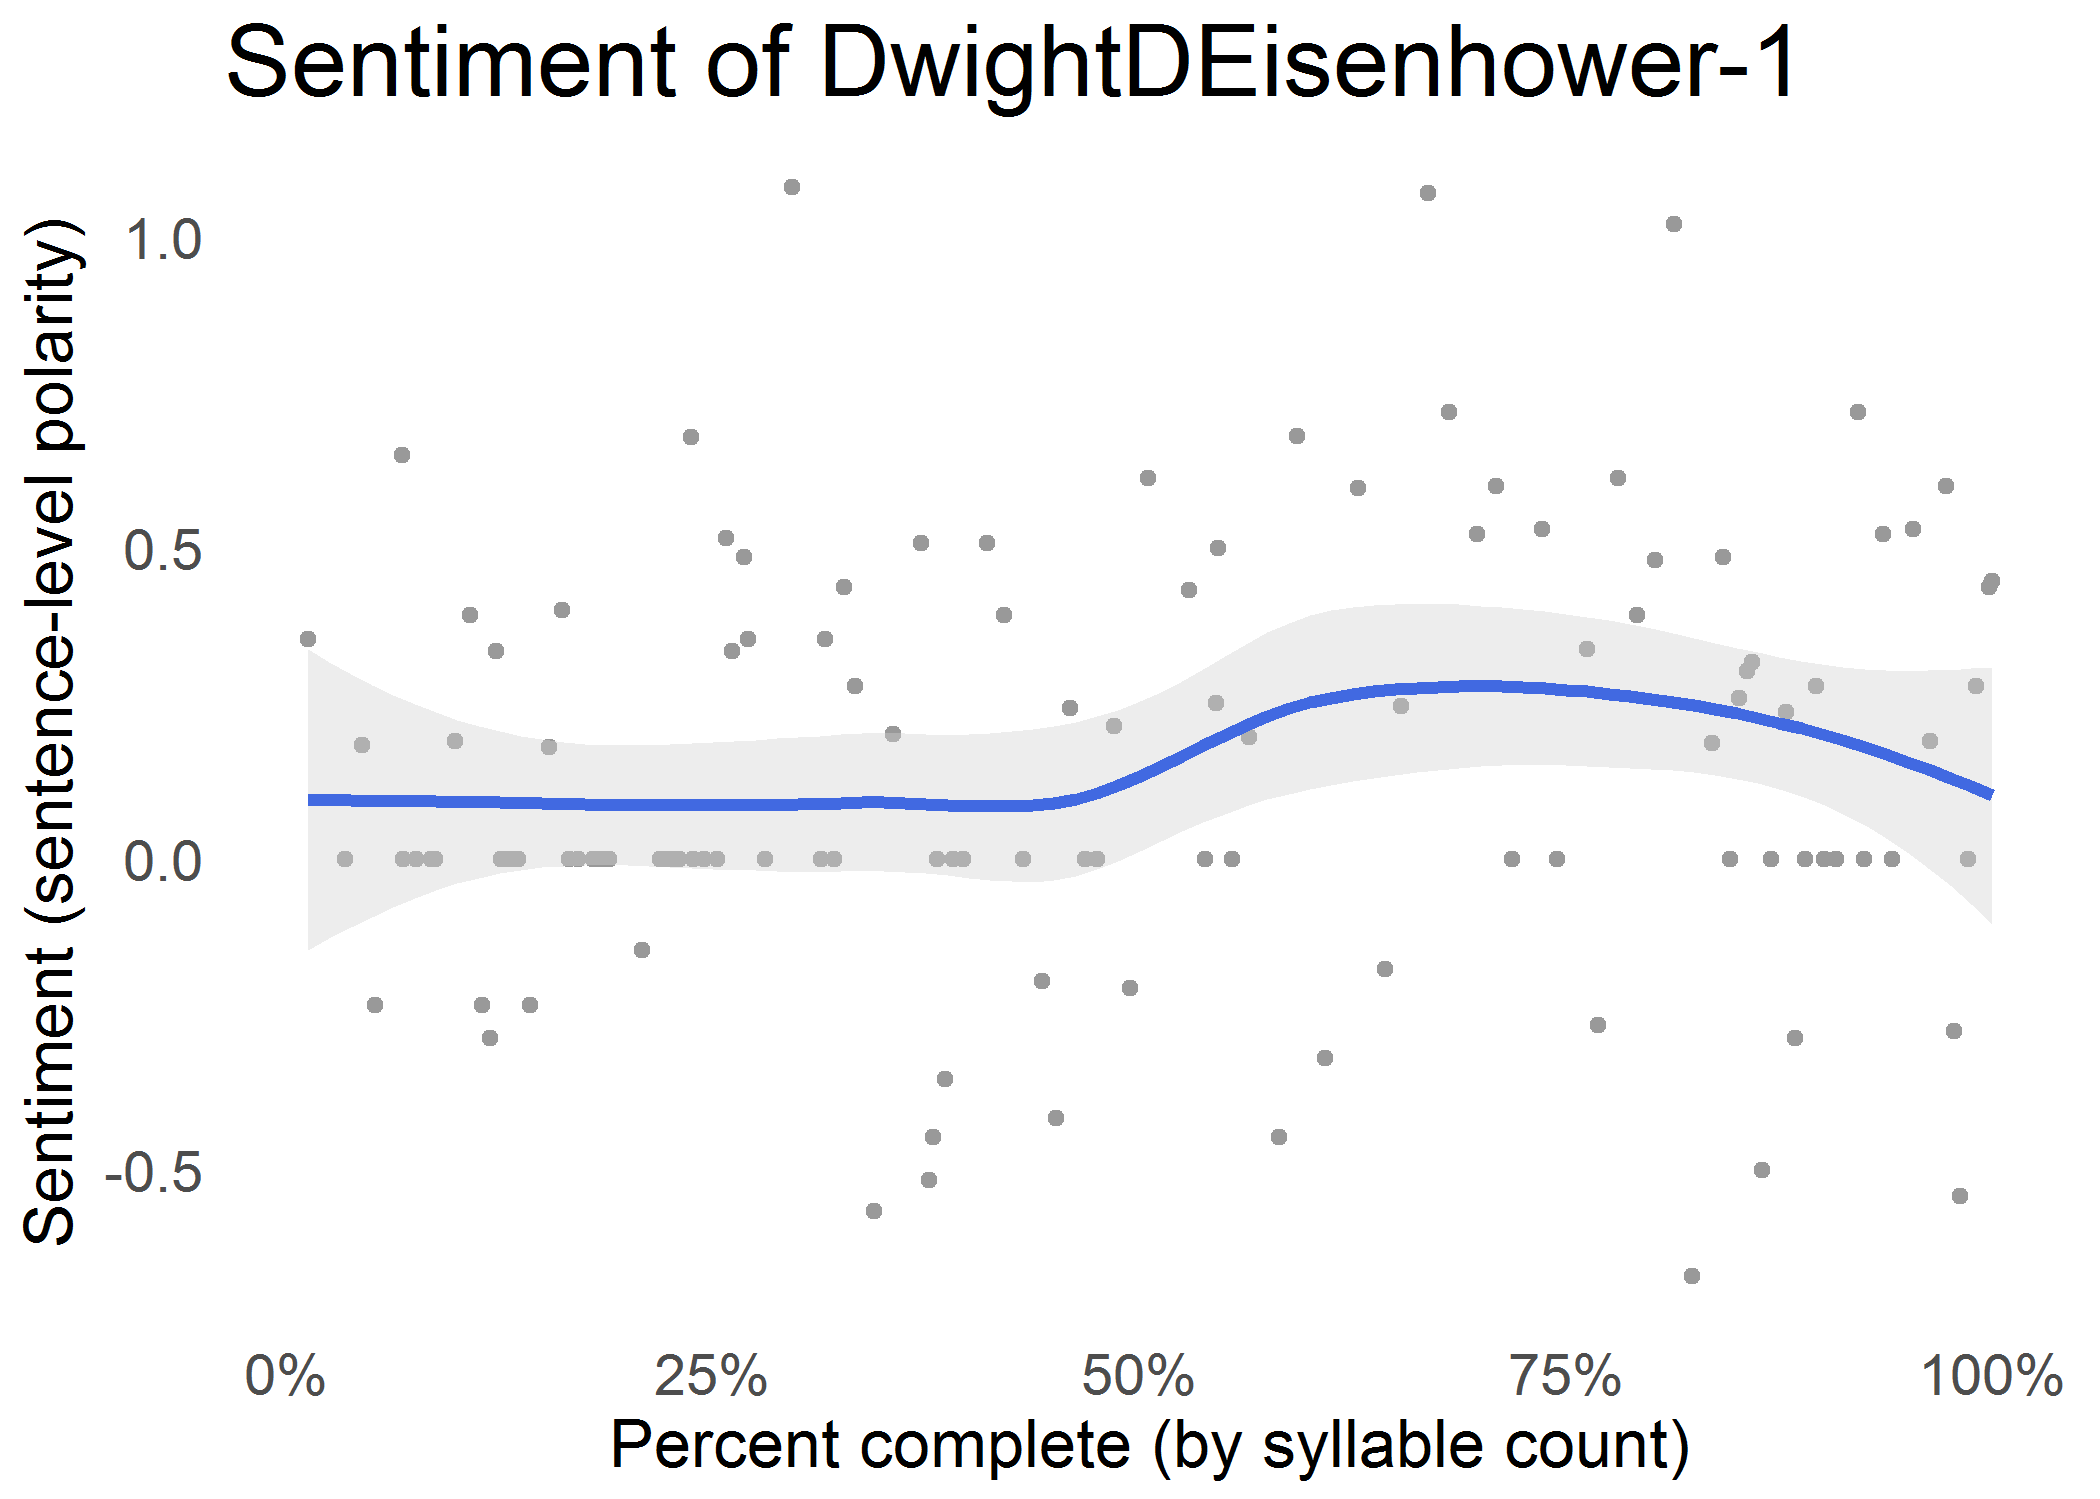 Sentiment of DwightDEisenhower-1
Sentiment (sentence-level polarity)
1.0
0.5
0.0
-0.5
0% 25% 50% 75% 100%
Percent complete (by syllable count)